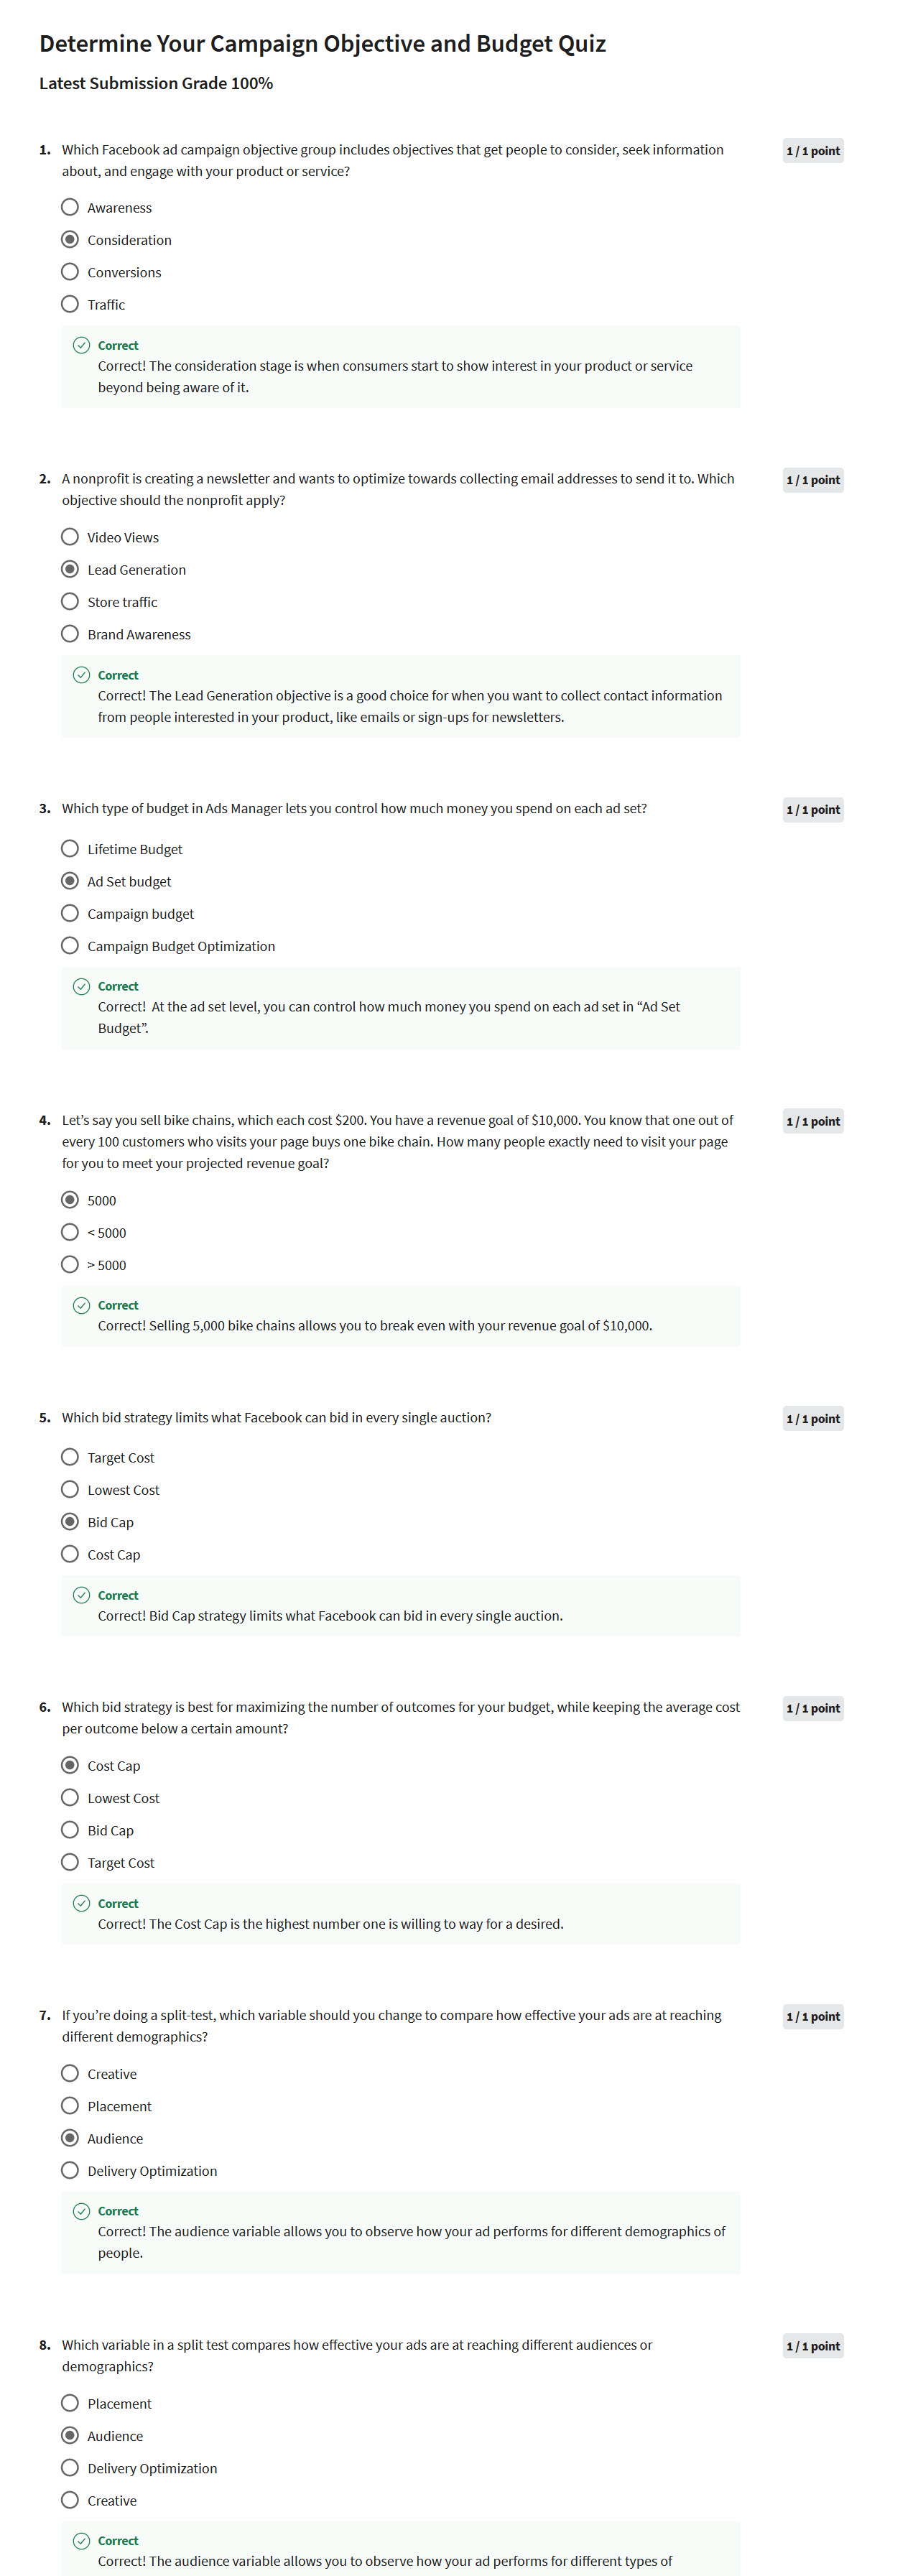 Determine Your Campaign Objective and Budget Quiz
Latest Submission Grade 100%
1. Which Facebook ad campaign objective group includes objectives that get people to consider, seek information
about, and engage with your product or service?
1 / 1 point
Awareness
Consideration
Conversions
Traffic
Correct
Correct! The consideration stage is when consumers start to show interest in your product or service
beyond being aware of it.
2. A nonprofit is creating a newsletter and wants to optimize towards collecting email addresses to send it to. Which
objective should the nonprofit apply?
1 / 1 point
Video Views
Lead Generation
Store traffic
Brand Awareness
Correct
Correct! The Lead Generation objective is a good choice for when you want to collect contact information
from people interested in your product, like emails or sign-ups for newsletters.
3. Which type of budget in Ads Manager lets you control how much money you spend on each ad set?
1 / 1 point
Lifetime Budget
Ad Set budget
Campaign budget
Campaign Budget Optimization
Correct
Correct!  At the ad set level, you can control how much money you spend on each ad set in “Ad Set
Budget”.
4. Let’s say you sell bike chains, which each cost $200. You have a revenue goal of $10,000. You know that one out of
every 100 customers who visits your page buys one bike chain. How many people exactly need to visit your page
for you to meet your projected revenue goal?
1 / 1 point
5000
< 5000
> 5000
Correct
Correct! Selling 5,000 bike chains allows you to break even with your revenue goal of $10,000.
5. Which bid strategy limits what Facebook can bid in every single auction?
1 / 1 point
Target Cost
Lowest Cost
Bid Cap
Cost Cap
Correct
Correct! Bid Cap strategy limits what Facebook can bid in every single auction.
6. Which bid strategy is best for maximizing the number of outcomes for your budget, while keeping the average cost
per outcome below a certain amount?
1 / 1 point
Cost Cap
Lowest Cost
Bid Cap
Target Cost
Correct
Correct! The Cost Cap is the highest number one is willing to way for a desired.
7. If you’re doing a split-test, which variable should you change to compare how effective your ads are at reaching
different demographics?
1 / 1 point
Creative
Placement
Audience
Delivery Optimization
Correct
Correct! The audience variable allows you to observe how your ad performs for different demographics of
people.
8. Which variable in a split test compares how effective your ads are at reaching different audiences or
demographics?
1 / 1 point
Placement
Audience
Delivery Optimization
Creative
Correct
Correct! The audience variable allows you to observe how your ad performs for different types of